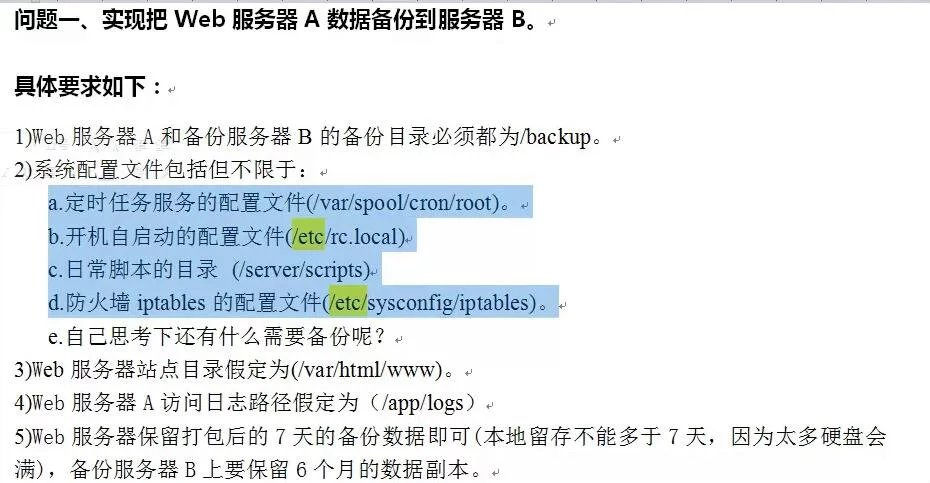 问题一、实现把 Web 服务器 A 数据备份到服务器 B。
具体要求如下：
1)Web 服务器 A 和备份服务器 B 的备份目录必须都为/backup。
2)系统配置文件包括但不限于：
a.定时任务服务的配置文件(/var/spool/cron/root)。
b.开机自启动的配置文件(/etc/rc.local)
c.日常脚本的目录 (/server/scripts)
d.防火墙 iptables 的配置文件(/etc/sysconfig/iptables)。
e.自己思考下还有什么需要备份呢？
3)Web 服务器站点目录假定为(/var/html/www)。
4)Web 服务器 A 访问日志路径假定为（/app/logs）
5)Web 服务器保留打包后的 7 天的备份数据即可(本地留存不能多于 7 天，因为太多硬盘会
满)，备份服务器 B 上要保留 6 个月的数据副本。